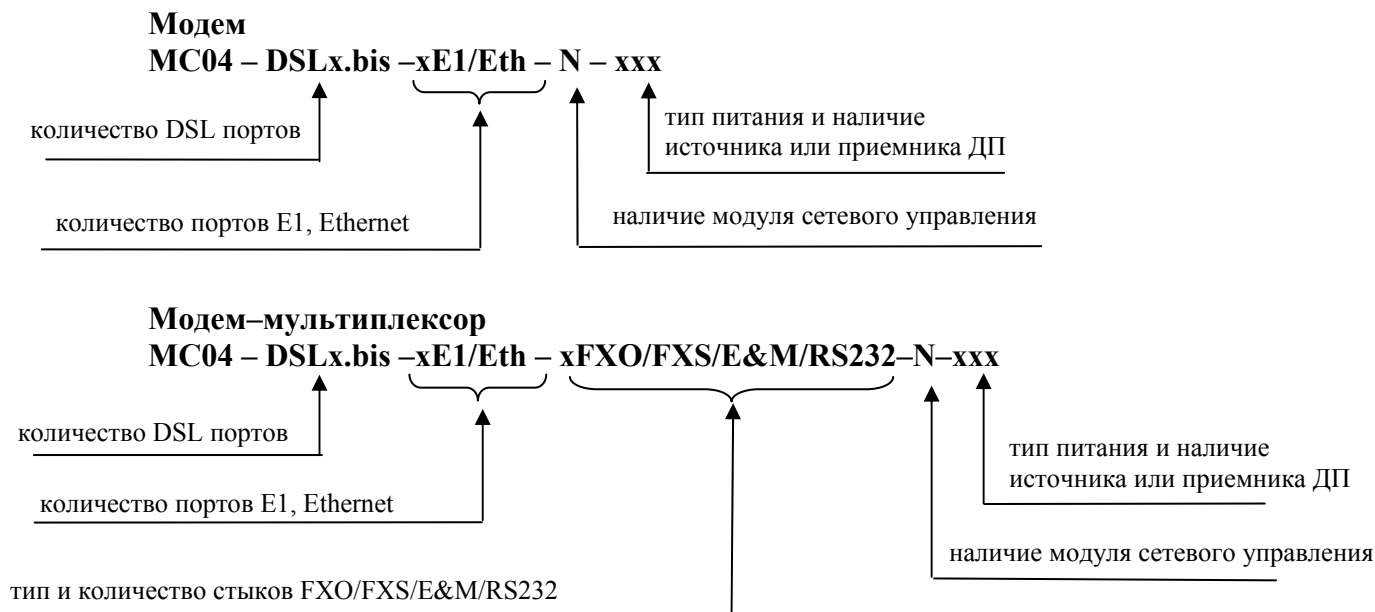 Модем
МС04 – DSLx.bis –xE1/Eth – N – xxx
количество DSL портов
тип питания и наличие
источника или приемника ДП
количество портов E1, Ethernet
наличие модуля сетевого управления
Модем–мультиплексор
МС04 – DSLx.bis –xE1/Eth – xFXO/FXS/E&M/RS232–N–xxx
количество DSL портов
тип питания и наличие
источника или приемника ДП
количество портов E1, Ethernet
наличие модуля сетевого управления
тип и количество стыков FXO/FXS/E&M/RS232